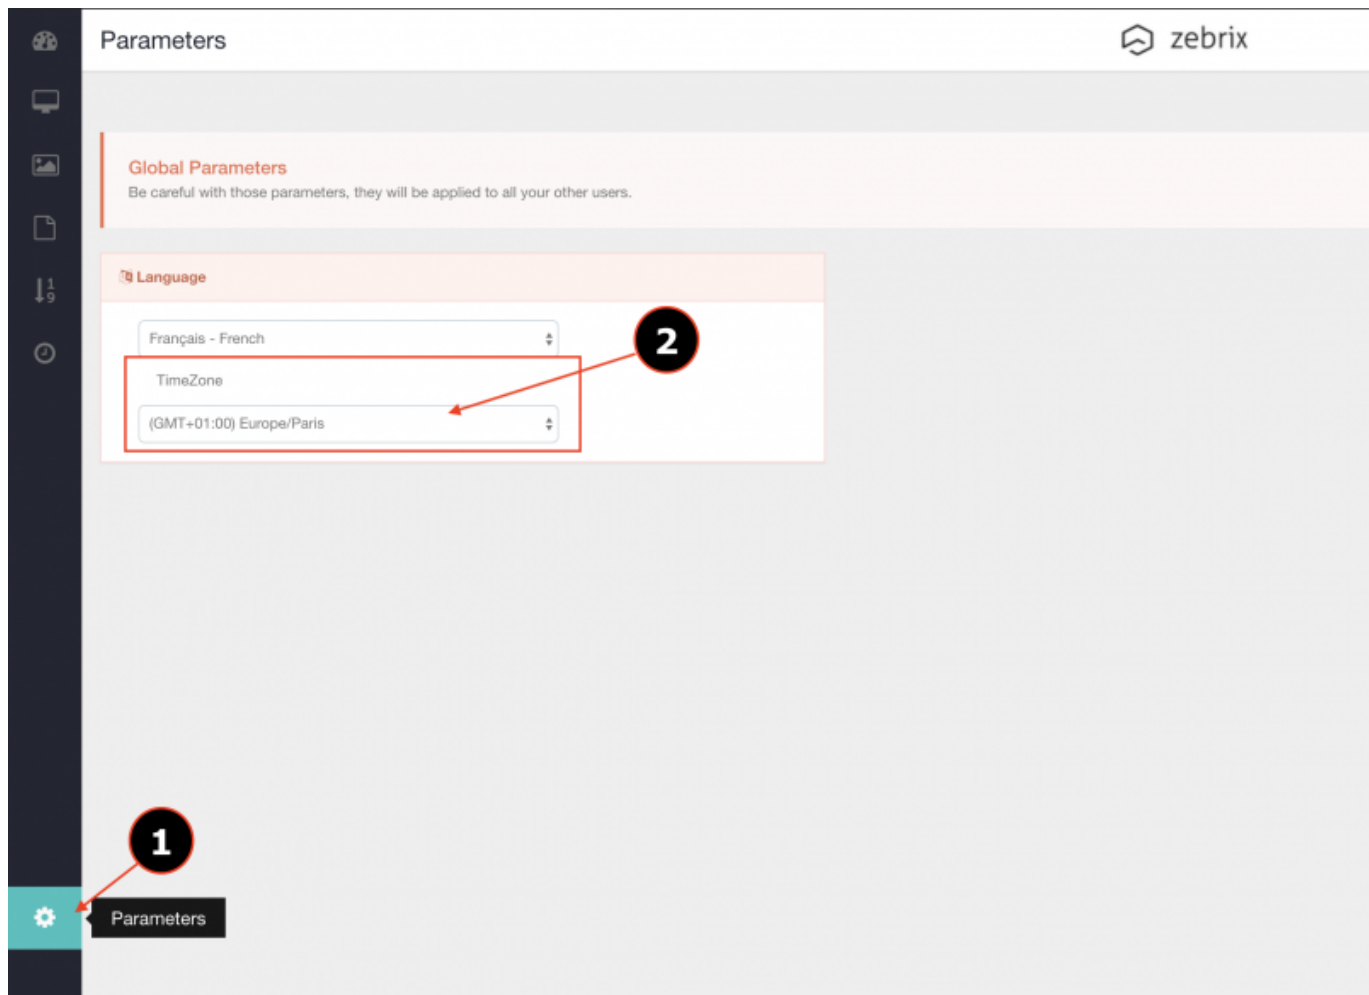 Parameters
zebrix
Global Parameters
Be careful with those parameters, they will be applied to all your other users.
Language
Français - French
2
TimeZone
(GMT+01:00) Europe/Paris
1
Parameters